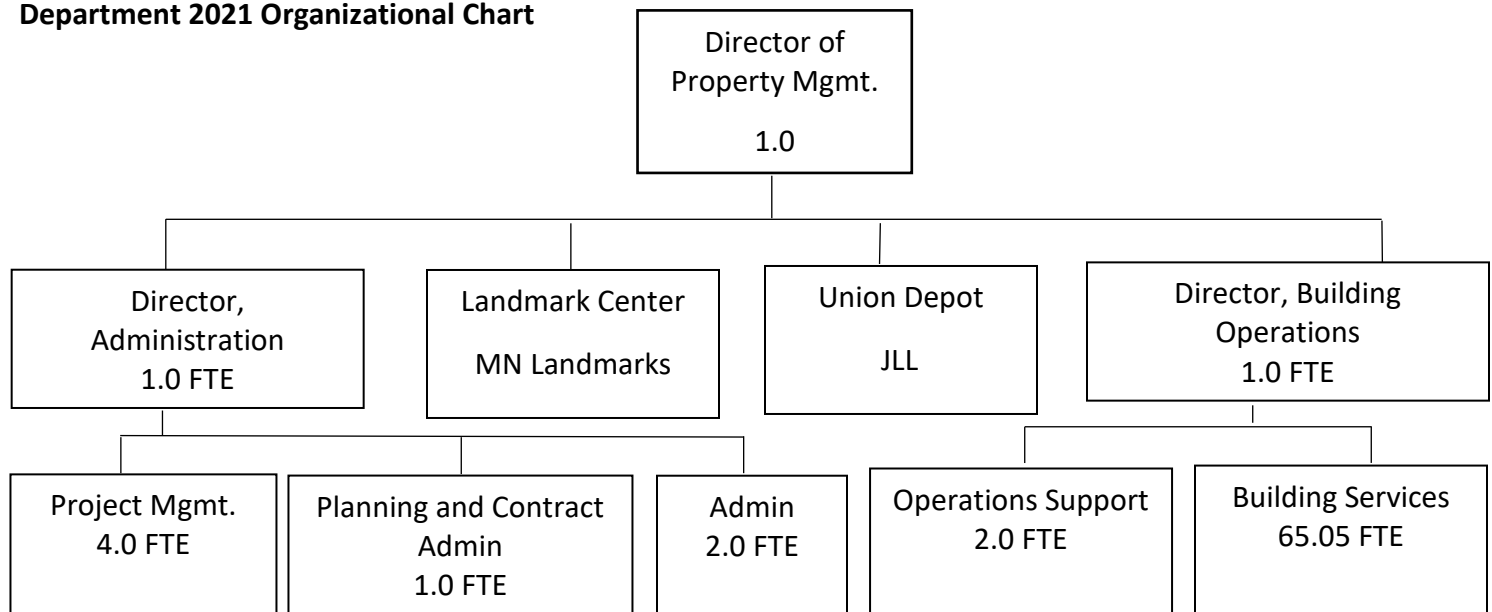 Department 2021 Organizational Chart
Director of
Property Mgmt.
1.0
Director,
Administration
1.0 FTE
Landmark Center
MN Landmarks
Union Depot
JLL
Director, Building
Operations
1.0 FTE
Project Mgmt.
4.0 FTE
Planning and Contract
Admin
1.0 FTE
Admin
2.0 FTE
Operations Support
2.0 FTE
Building Services
65.05 FTE